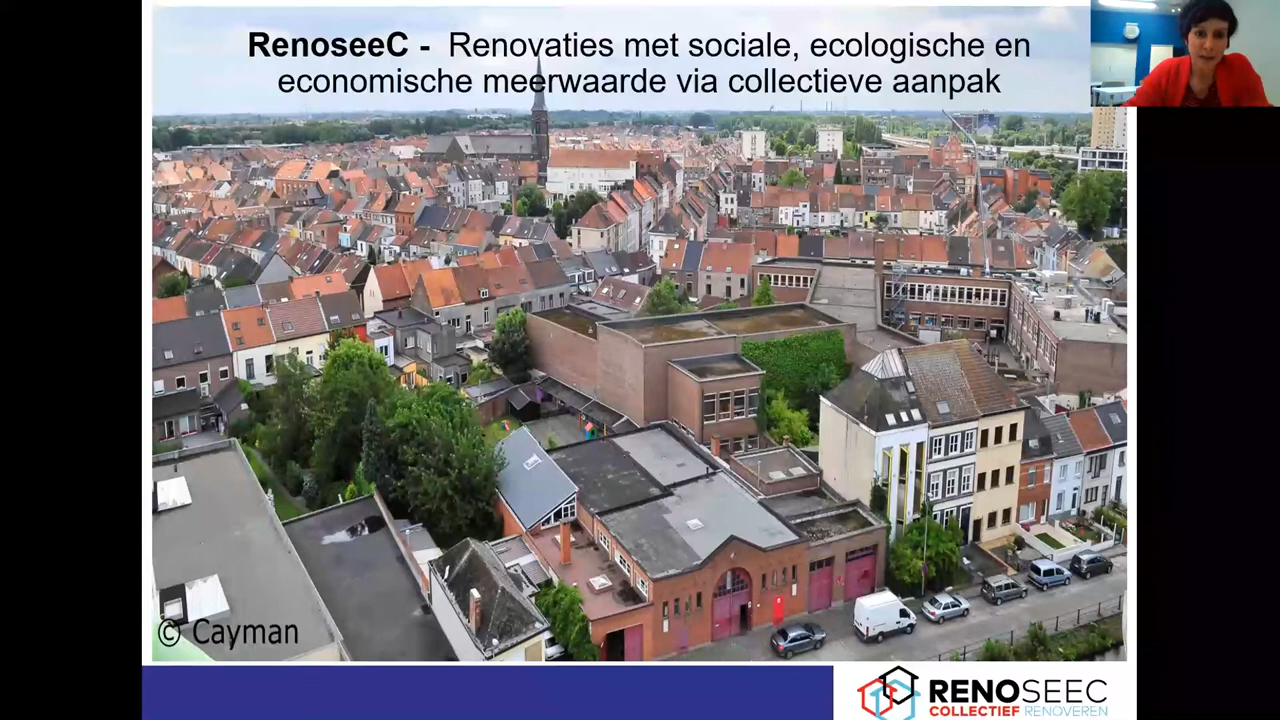 RenoseeC - Renovaties met sociale, ecologische en
economische meerwaarde via collectieve aanpak
© Cayman
RENOSEEC
COLLECTIEF RENOVEREN